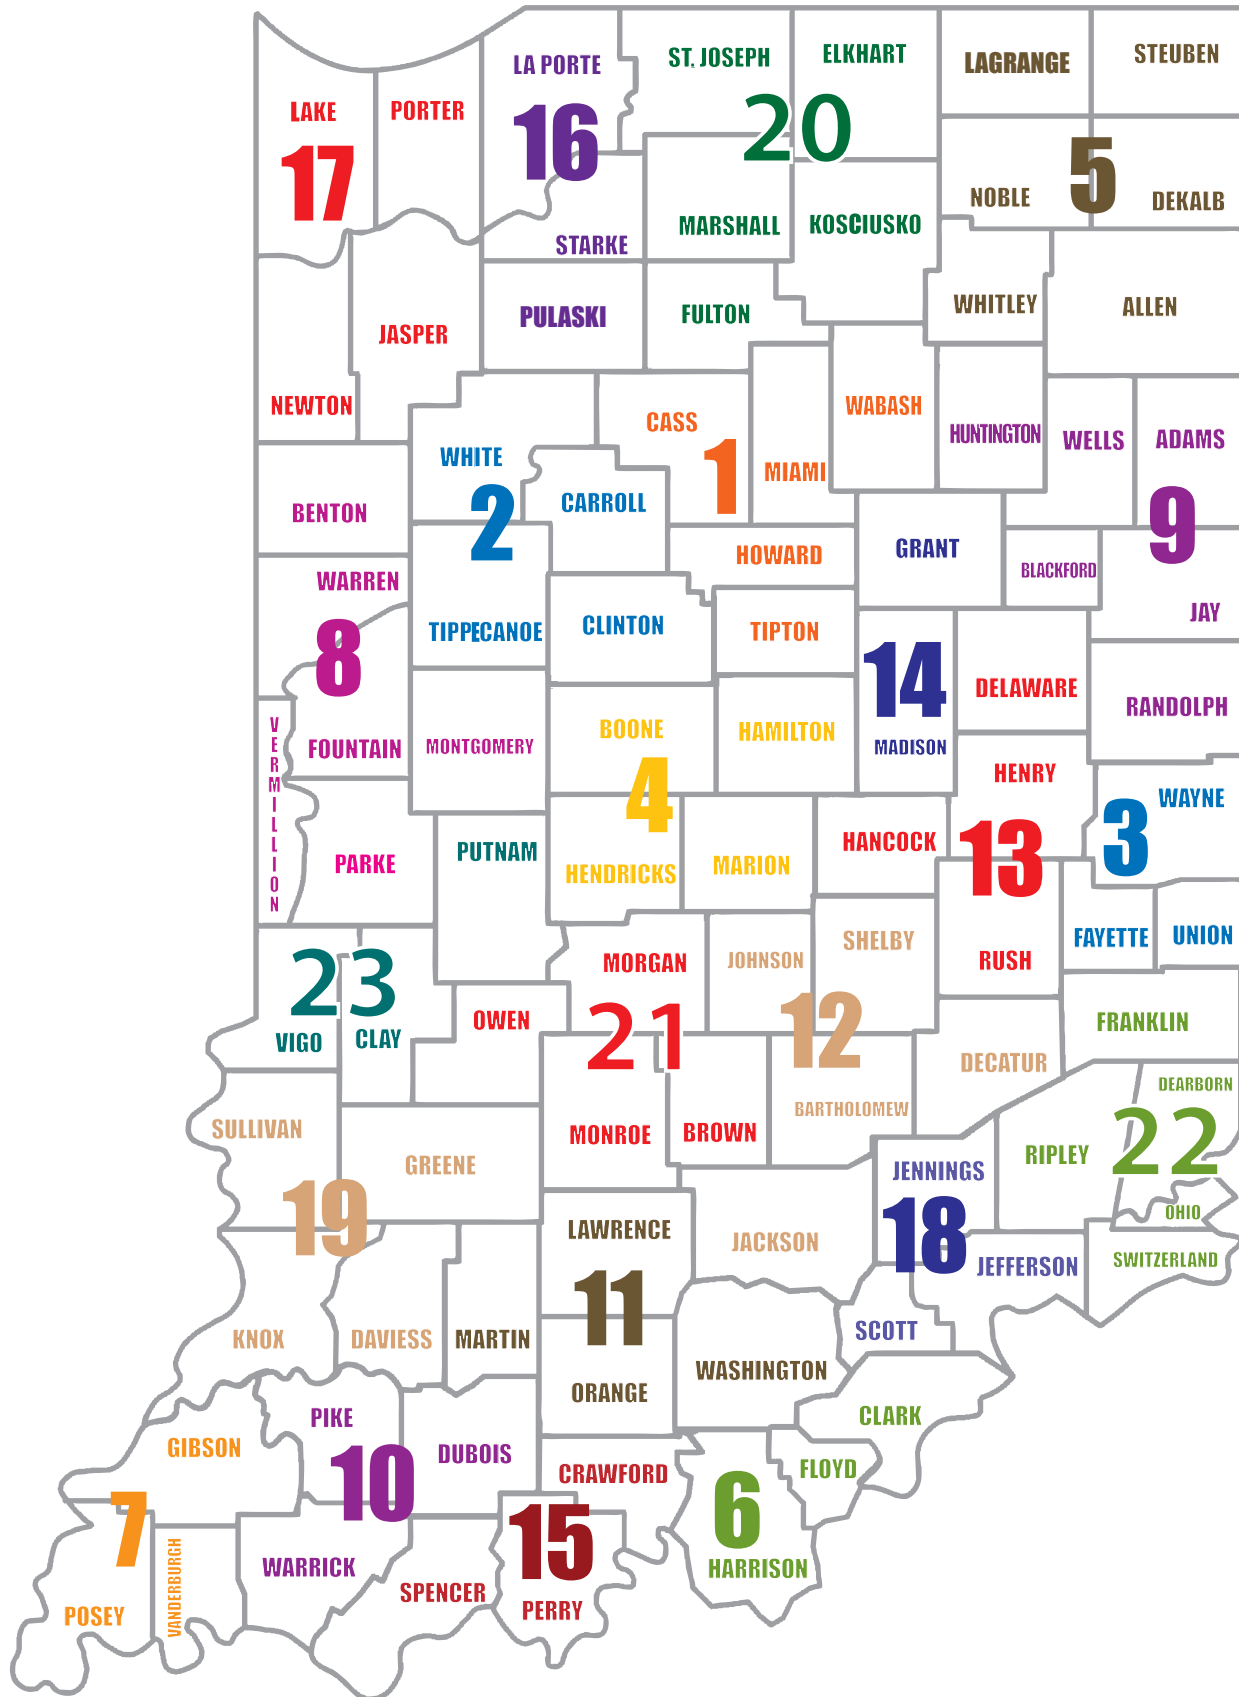 LA PORTE
ST. JOSEPH
ELKHART
LAGRANGE
STEUBEN
LAKE
PORTER
16
20
17
5
NOBLE
DEKALB
STARKE
MARSHALL
KOSCIUSKO
PULASKI
FULTON
WHITLEY
ALLEN
JASPER
NEWTON
CASS
WABASH
HUNTINGTON
WELLS
ADAMS
WHITE
1
MIAMI
2
CARROLL
BENTON
9
HOWARD
GRANT
BLACKFORD
WARREN
JAY
TIPPECANOE
CLINTON
TIPTON
8
14
DELAWARE
RANDOLPH
VERMILLION
FOUNTAIN
MONTGOMERY
BOONE
HAMILTON
MADISON
HENRY
4
WAYNE
3
PARKE
PUTNAM
HENDRICKS
MARION
HANCOCK
13
23
MORGAN
JOHNSON
SHELBY
RUSH
FAYETTE
UNION
VIGO
CLAY
OWEN
21
12
FRANKLIN
DECATUR
DEARBORN
SULLIVAN
GREENE
MONROE
BROWN
BARTHOLOMEW
RIPLEY
22
JENNINGS
19
LAWRENCE
JACKSON
18
OHIO
JEFFERSON
SWITZERLAND
11
KNOX
DAVIESS
MARTIN
SCOTT
ORANGE
WASHINGTON
PIKE
CLARK
GIBSON
10
DUBOIS
CRAWFORD
FLOYD
7
15
6
WARRICK
HARRISON
VANDERBURGH
SPENCER
PERRY
POSEY